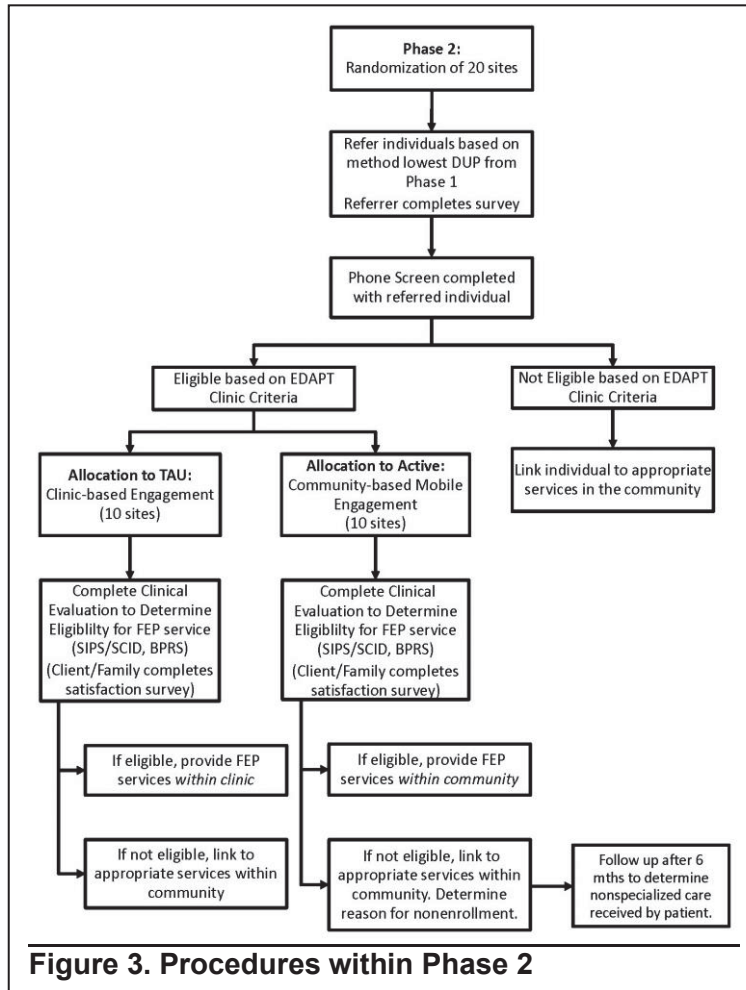 Phase 2:
Randomization of 20 sites
Refer individuals based on
method lowest DUP from
Phase 1
Referrer completes survey
Phone Screen completed
with referred individual
Eligible based on EDAPT
Clinic Criteria
Not Eligible based on EDAPT
Clinic Criteria
Allocation to TAU:
Clinic-based Engagement
(10 sites)
Allocation to Active:
Community-based Mobile
Engagement
(10 sites)
Link individual to appropriate
services in the community
Complete Clinical
Evaluation to Determine
Eligiblilty for FEP service
(SIPS/SCID, BPRS)
(Client/Family completes
satisfaction survey)
Complete Clinical
Evaluation to Determine
Eligiblilty for FEP service
(SIPS/SCID, BPRS)
(Client/Family completes
satisfaction survey)
If eligible, provide FEP
services within clinic
If eligible, provide FEP
services within community
If not eligible, link to
appropriate services within
community
If not eligible, link to
appropriate services within
community. Determine
reason for nonenrollment.
Follow up after 6
mths to determine
nonspecialized care
received by patient.
Figure 3. Procedures within Phase 2